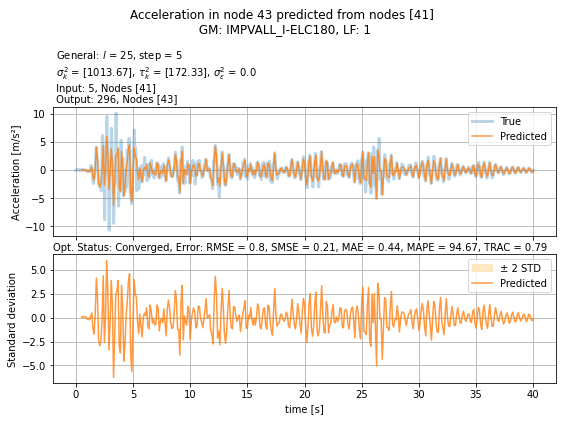 Acceleration in node 43 predicted from nodes [41]
GM: IMPVALL_I-ELC180, LF: 1
General: l = 25, step = 5
σ²ₖ = [1013.67], τ²ₖ = [172.33], σ²ε = 0.0
Input: 5, Nodes [41]
Output: 296, Nodes [43]
10
5
0
−5
−10
Acceleration [m/s²]
True
Predicted
Opt. Status: Converged, Error: RMSE = 0.8, SMSE = 0.21, MAE = 0.44, MAPE = 94.67, TRAC = 0.79
5.0
2.5
0.0
−2.5
−5.0
Standard deviation
± 2 STD
Predicted
0 5 10 15 20 25 30 35 40
time [s]